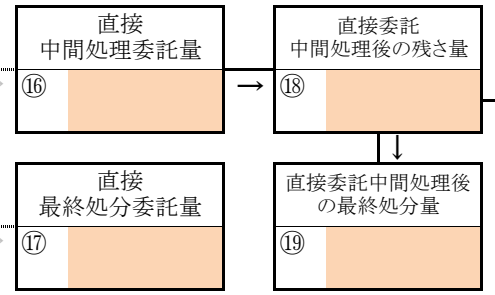 直接
中間処理委託量
⑯
→
直接委託
中間処理後の残さ量
⑱
↓
直接
最終処分委託量
⑰
直接委託中間処理後
の最終処分量
⑲